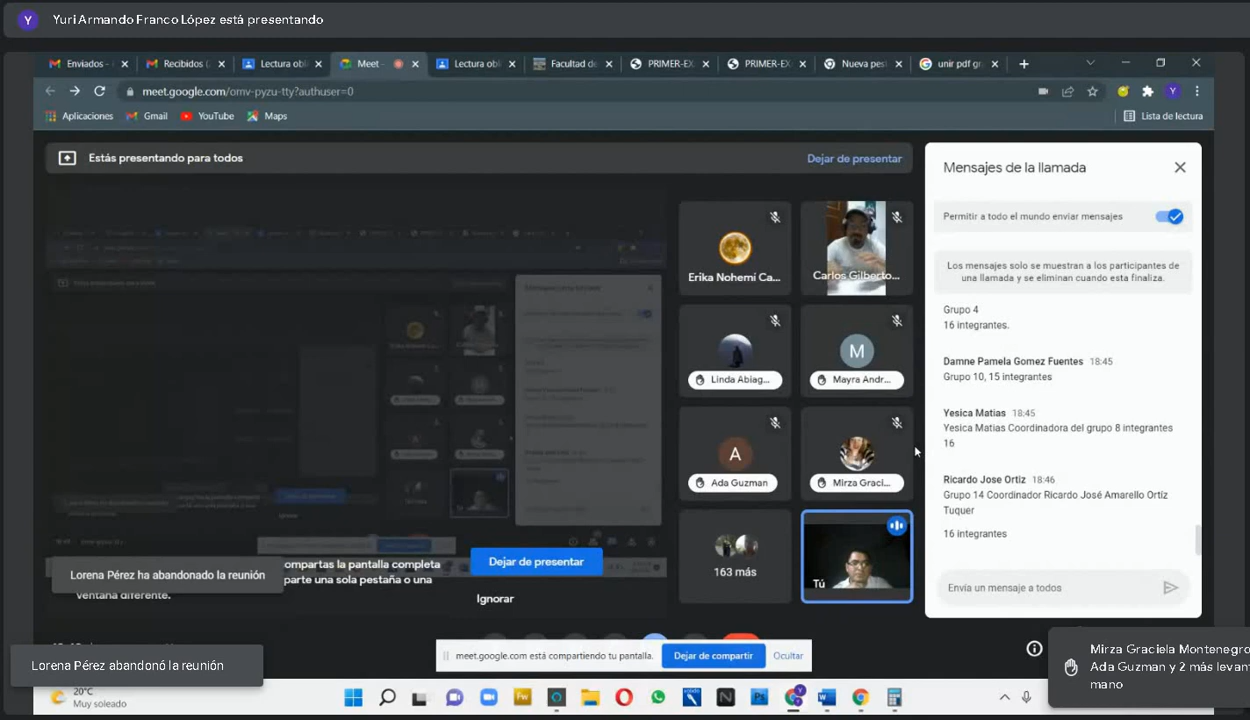 Y Yuri Armando Franco López está presentando
Enviados -
Recibidos (
Lectura obl
Meet -
Lectura obl
Facultad de
PRIMER-EX
PRIMER-EX
Nueva pes
unir pdf gr
meet.google.com/omv-pyzu-tty?authuser=0
Y
Aplicaciones
Gmail
YouTube
Maps
Lista de lectura
Estás presentando para todos
Dejar de presentar
Erika Nohemi Ca...
Carlos Gilberto...
Linda Abiag...
M
Mayra Andr...
A
Ada Guzman
Mirza Graci...
163 más
Tú
Mensajes de la llamada
Permitir a todo el mundo enviar mensajes
Los mensajes solo se muestran a los participantes de
una llamada y se eliminan cuando esta finaliza.
Grupo 4
16 integrantes.
Damne Pamela Gomez Fuentes 18:45
Grupo 10, 15 integrantes
Yesica Matias 18:45
Yesica Matias Coordinadora del grupo 8 integrantes
16
Ricardo Jose Ortiz 18:46
Grupo 14 Coordinador Ricardo José Amarello Ortiz
Tuquer
16 integrantes
Envía un mensaje a todos
ompartas la pantalla completa
parte una sola pestaña o una
ventana diferente.
Dejar de presentar
Ignorar
Lorena Pérez ha abandonado la reunión
Lorena Pérez abandonó la reunión
meet.google.com está compartiendo tu pantalla.
Dejar de compartir
Ocultar
Mirza Graciela Montenegro
Ada Guzman y 2 más levan
mano
20°C
Muy soleado